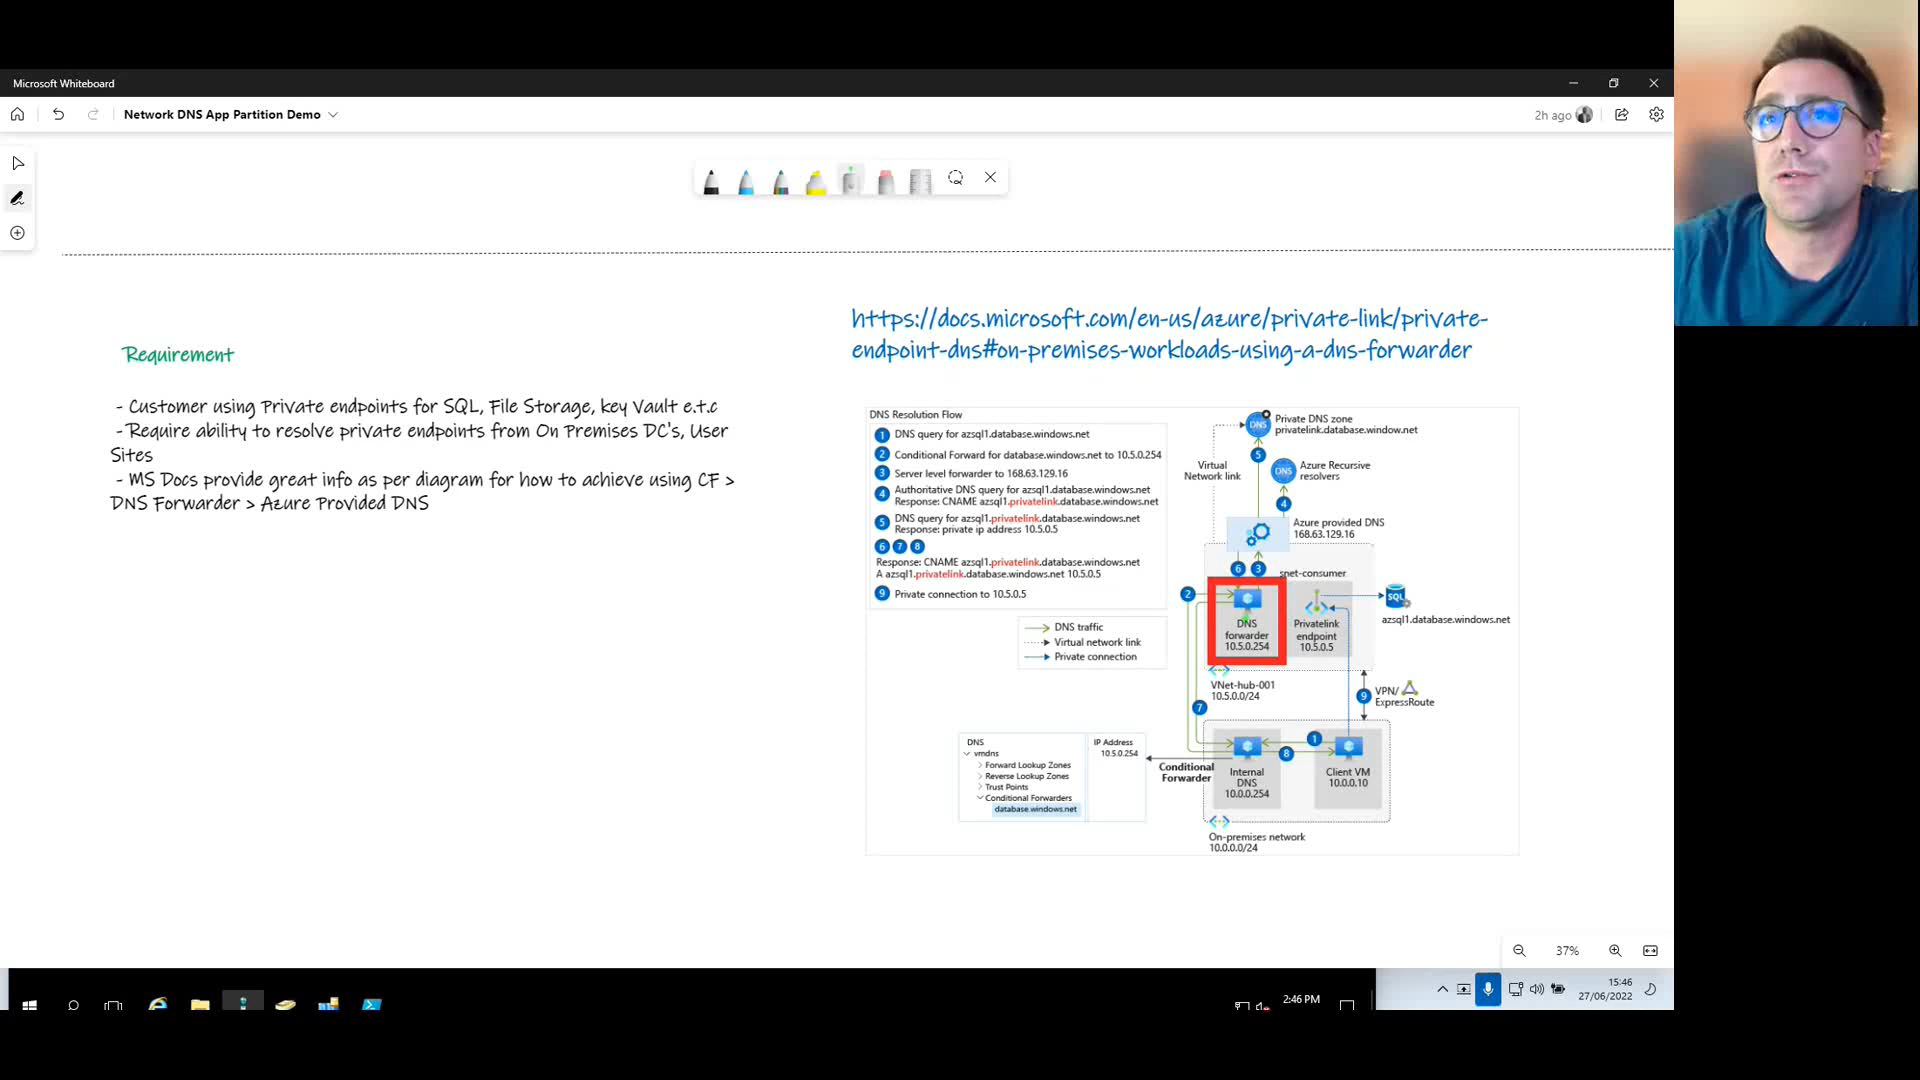 Microsoft Whiteboard
Network DNS App Partition Demo
2h ago
Requirement
- Customer using Private endpoints for SQL, File Storage, key Vault e.t.c
- Require ability to resolve private endpoints from On Premises DC's, User
Sites
- MS Docs provide great info as per diagram for how to achieve using CF >
DNS Forwarder > Azure Provided DNS
https://docs.microsoft.com/en-us/azure/private-link/private-
endpoint-dns#on-premises-workloads-using-a-dns-forwarder
DNS Resolution Flow
1 DNS query for azsql1.database.windows.net
2 Conditional Forward for database.windows.net to 10.5.0.254
3 Server level forwarder to 168.63.129.16
4 Authoritative DNS query for azsql1.database.windows.net
Response: CNAME azsql1.privatelink.database.windows.net
5 DNS query for azsql1.privatelink.database.windows.net
Response: private ip address 10.5.0.5
6 7 8
Response: CNAME azsql1.privatelink.database.windows.net
A azsql1.privatelink.database.windows.net 10.5.0.5
9 Private connection to 10.5.0.5
DNS traffic
Virtual network link
Private connection
DNS
Private DNS zone
privatelink.database.window.net
5
Virtual
Network link
DNS
Azure Recursive
resolvers
4
Azure provided DNS
168.63.129.16
6 3
snet-consumer
2
DNS
forwarder
10.5.0.254
Privatelink
endpoint
10.5.0.5
SQL
azsql1.database.windows.net
VNet-hub-001
10.5.0.0/24
7
9
VPN/
ExpressRoute
1
8
Internal
DNS
10.0.0.254
Client VM
10.0.0.10
Conditional
Forwarder
On-premises network
10.0.0.0/24
DNS
vmdns
Forward Lookup Zones
Reverse Lookup Zones
Trust Points
Conditional Forwarders
database.windows.net
IP Address
10.5.0.254
37%
2:46 PM
15:46
27/06/2022